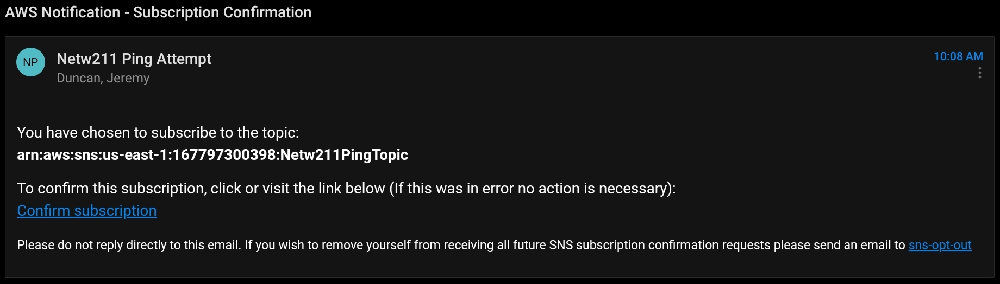 AWS Notification - Subscription Confirmation
NP
Netw211 Ping Attempt
10:08 AM
Duncan, Jeremy
You have chosen to subscribe to the topic:
arn:aws:sns:us-east-1:167797300398:Netw211PingTopic
To confirm this subscription, click or visit the link below (If this was in error no action is necessary):
Confirm subscription
Please do not reply directly to this email. If you wish to remove yourself from receiving all future SNS subscription confirmation requests please send an email to sns-opt-out